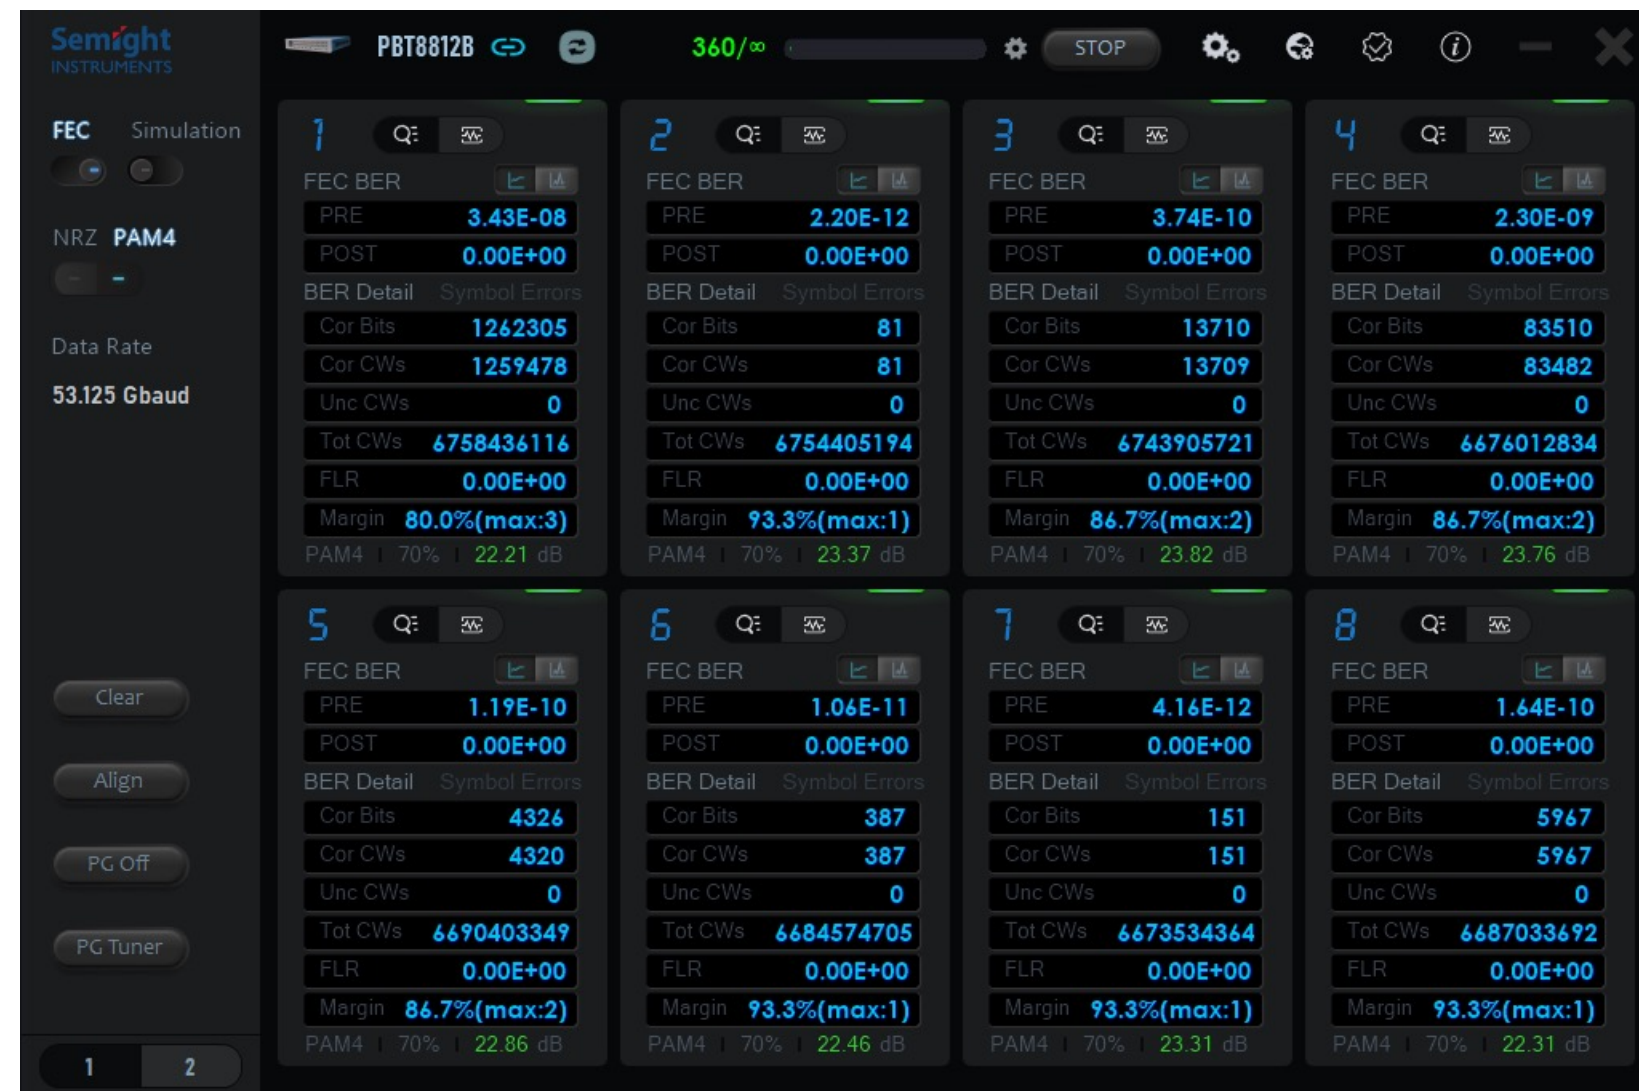 Semight
INSTRUMENTS
PBT8812B
360/∞
STOP
FEC Simulation
NRZ PAM4
Data Rate
53.125 Gbaud
Clear
Align
PG Off
PG Tuner
1 2
1
FEC BER
PRE 3.43E-08
POST 0.00E+00
BER Detail Symbol Errors
Cor Bits 1262305
Cor CWs 1259478
Unc CWs 0
Tot CWs 6758436116
FLR 0.00E+00
Margin 80.0%(max:3)
PAM4 70% 22.21 dB
2
FEC BER
PRE 2.20E-12
POST 0.00E+00
BER Detail Symbol Errors
Cor Bits 81
Cor CWs 81
Unc CWs 0
Tot CWs 6754405194
FLR 0.00E+00
Margin 93.3%(max:1)
PAM4 70% 23.37 dB
3
FEC BER
PRE 3.74E-10
POST 0.00E+00
BER Detail Symbol Errors
Cor Bits 13710
Cor CWs 13709
Unc CWs 0
Tot CWs 6743905721
FLR 0.00E+00
Margin 86.7%(max:2)
PAM4 70% 23.82 dB
4
FEC BER
PRE 2.30E-09
POST 0.00E+00
BER Detail Symbol Errors
Cor Bits 83510
Cor CWs 83482
Unc CWs 0
Tot CWs 6676012834
FLR 0.00E+00
Margin 86.7%(max:2)
PAM4 70% 23.76 dB
5
FEC BER
PRE 1.19E-10
POST 0.00E+00
BER Detail Symbol Errors
Cor Bits 4326
Cor CWs 4320
Unc CWs 0
Tot CWs 6690403349
FLR 0.00E+00
Margin 86.7%(max:2)
PAM4 70% 22.86 dB
6
FEC BER
PRE 1.06E-11
POST 0.00E+00
BER Detail Symbol Errors
Cor Bits 387
Cor CWs 387
Unc CWs 0
Tot CWs 6684574705
FLR 0.00E+00
Margin 93.3%(max:1)
PAM4 70% 22.46 dB
7
FEC BER
PRE 4.16E-12
POST 0.00E+00
BER Detail Symbol Errors
Cor Bits 151
Cor CWs 151
Unc CWs 0
Tot CWs 6673534364
FLR 0.00E+00
Margin 93.3%(max:1)
PAM4 70% 23.31 dB
8
FEC BER
PRE 1.64E-10
POST 0.00E+00
BER Detail Symbol Errors
Cor Bits 5967
Cor CWs 5967
Unc CWs 0
Tot CWs 6687033692
FLR 0.00E+00
Margin 93.3%(max:1)
PAM4 70% 22.31 dB